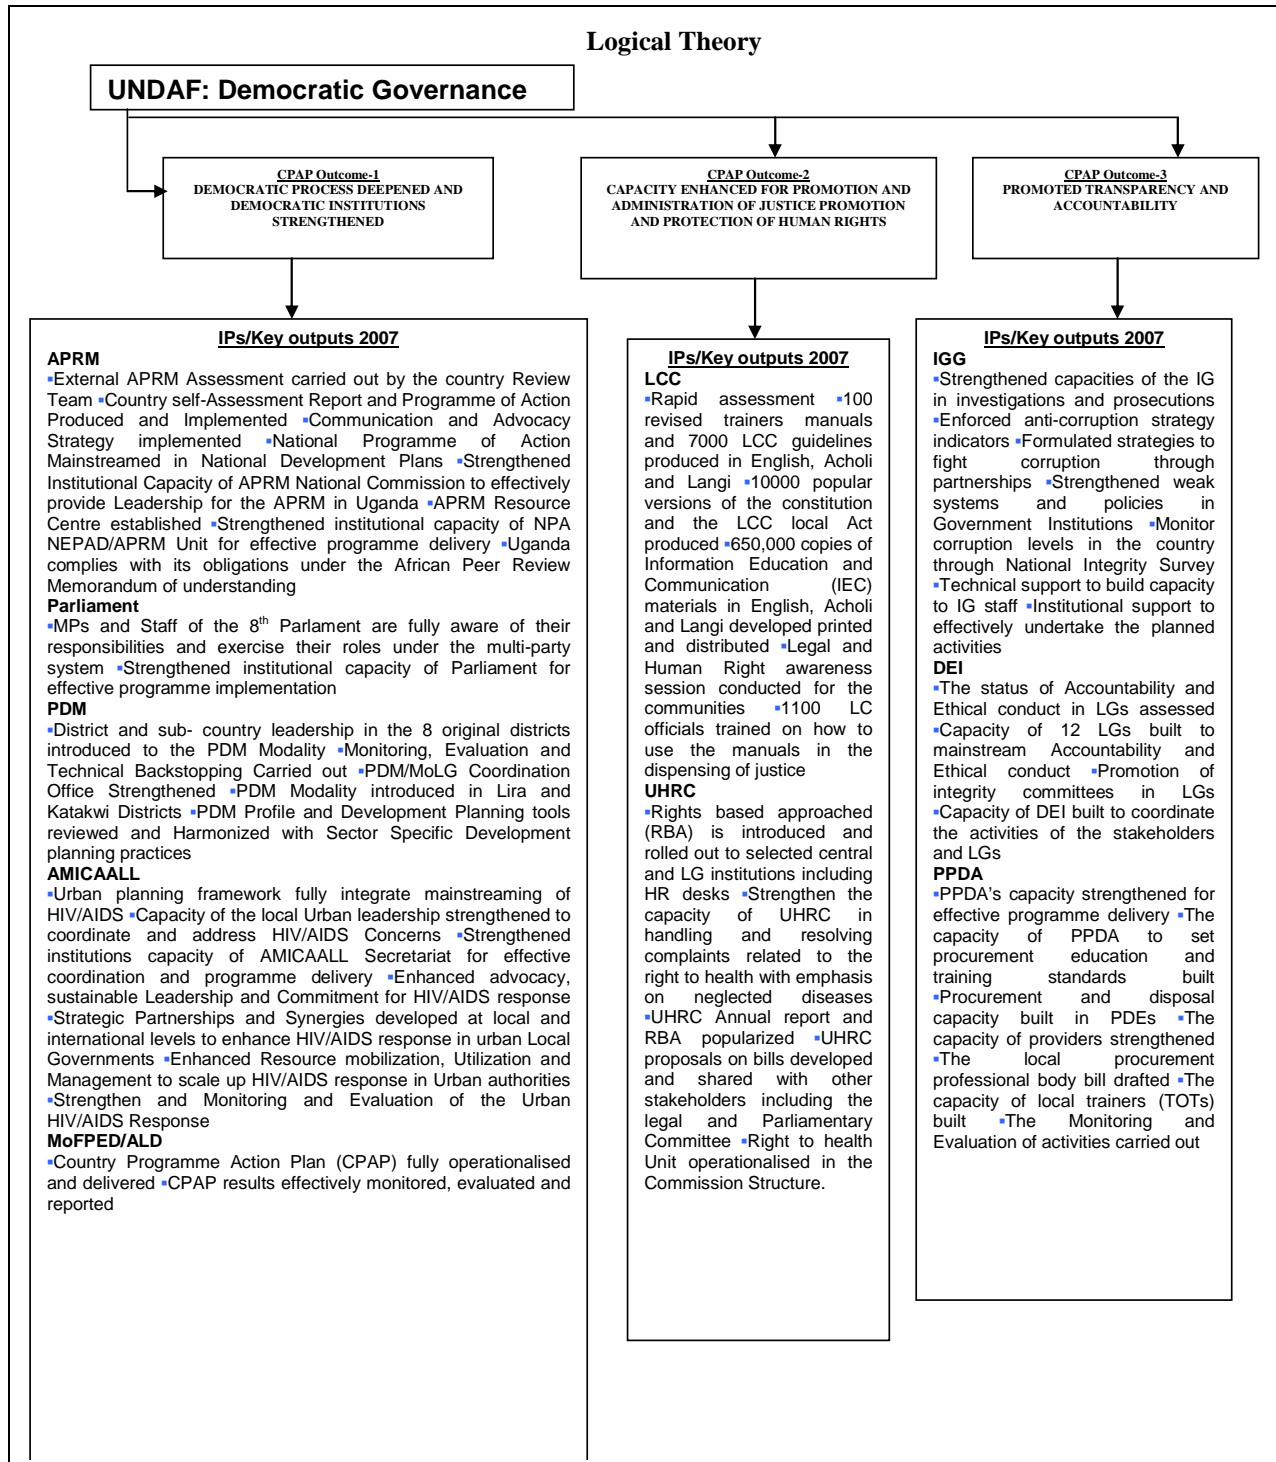 Logical Theory
UNDAF: Democratic Governance
CPAP Outcome-1
DEMOCRATIC PROCESS DEEPENED AND
DEMOCRATIC INSTITUTIONS
STRENGTHENED
CPAP Outcome-2
CAPACITY ENHANCED FOR PROMOTION AND
ADMINISTRATION OF JUSTICE PROMOTION
AND PROTECTION OF HUMAN RIGHTS
CPAP Outcome-3
PROMOTED TRANSPARENCY AND
ACCOUNTABILITY
IPs/Key outputs 2007
APRM
▪External APRM Assessment carried out by the country Review
Team ▪Country self-Assessment Report and Programme of Action
Produced and Implemented ▪Communication and Advocacy
Strategy implemented ▪National Programme of Action
Mainstreamed in National Development Plans ▪Strengthened
Institutional Capacity of APRM National Commission to effectively
provide Leadership for the APRM in Uganda ▪APRM Resource
Centre established ▪Strengthened institutional capacity of NPA
NEPAD/APRM Unit for effective programme delivery ▪Uganda
complies with its obligations under the African Peer Review
Memorandum of understanding
Parliament
▪MPs and Staff of the 8th Parlament are fully aware of their
responsibilities and exercise their roles under the multi-party
system ▪Strengthened institutional capacity of Parliament for
effective programme implementation
PDM
▪District and sub- country leadership in the 8 original districts
introduced to the PDM Modality ▪Monitoring, Evaluation and
Technical Backstopping Carried out ▪PDM/MoLG Coordination
Office Strengthened ▪PDM Modality introduced in Lira and
Katakwi Districts ▪PDM Profile and Development Planning tools
reviewed and Harmonized with Sector Specific Development
planning practices
AMICAALL
▪Urban planning framework fully integrate mainstreaming of
HIV/AIDS ▪Capacity of the local Urban leadership strengthened to
coordinate and address HIV/AIDS Concerns ▪Strengthened
institutions capacity of AMICAALL Secretariat for effective
coordination and programme delivery ▪Enhanced advocacy,
sustainable Leadership and Commitment for HIV/AIDS response
▪Strategic Partnerships and Synergies developed at local and
international levels to enhance HIV/AIDS response in urban Local
Governments ▪Enhanced Resource mobilization, Utilization and
Management to scale up HIV/AIDS response in Urban authorities
▪Strengthen and Monitoring and Evaluation of the Urban
HIV/AIDS Response
MoFPED/ALD
▪Country Programme Action Plan (CPAP) fully operationalised
and delivered ▪CPAP results effectively monitored, evaluated and
reported
IPs/Key outputs 2007
LCC
▪Rapid assessment ▪100
revised trainers manuals
and 7000 LCC guidelines
produced in English, Acholi
and Langi ▪10000 popular
versions of the constitution
and the LCC local Act
produced ▪650,000 copies of
Information Education and
Communication (IEC)
materials in English, Acholi
and Langi developed printed
and distributed ▪Legal and
Human Right awareness
session conducted for the
communities ▪1100 LC
officials trained on how to
use the manuals in the
dispensing of justice
UHRC
▪Rights based approached
(RBA) is introduced and
rolled out to selected central
and LG institutions including
HR desks ▪Strengthen the
capacity of UHRC in
handling and resolving
complaints related to the
right to health with emphasis
on neglected diseases
▪UHRC Annual report and
RBA popularized ▪UHRC
proposals on bills developed
and shared with other
stakeholders including the
legal and Parliamentary
Committee ▪Right to health
Unit operationalised in the
Commission Structure.
IPs/Key outputs 2007
IGG
▪Strengthened capacities of the IG
in investigations and prosecutions
▪Enforced anti-corruption strategy
indicators ▪Formulated strategies to
fight corruption through
partnerships ▪Strengthened weak
systems and policies in
Government Institutions ▪Monitor
corruption levels in the country
through National Integrity Survey
▪Technical support to build capacity
to IG staff ▪Institutional support to
effectively undertake the planned
activities
DEI
▪The status of Accountability and
Ethical conduct in LGs assessed
▪Capacity of 12 LGs built to
mainstream Accountability and
Ethical conduct ▪Promotion of
integrity committees in LGs
▪Capacity of DEI built to coordinate
the activities of the stakeholders
and LGs
PPDA
▪PPDA's capacity strengthened for
effective programme delivery ▪The
capacity of PPDA to set
procurement education and
training standards built
▪Procurement and disposal
capacity built in PDEs ▪The
capacity of providers strengthened
▪The local procurement
professional body bill drafted ▪The
capacity of local trainers (TOTs)
built ▪The Monitoring and
Evaluation of activities carried out